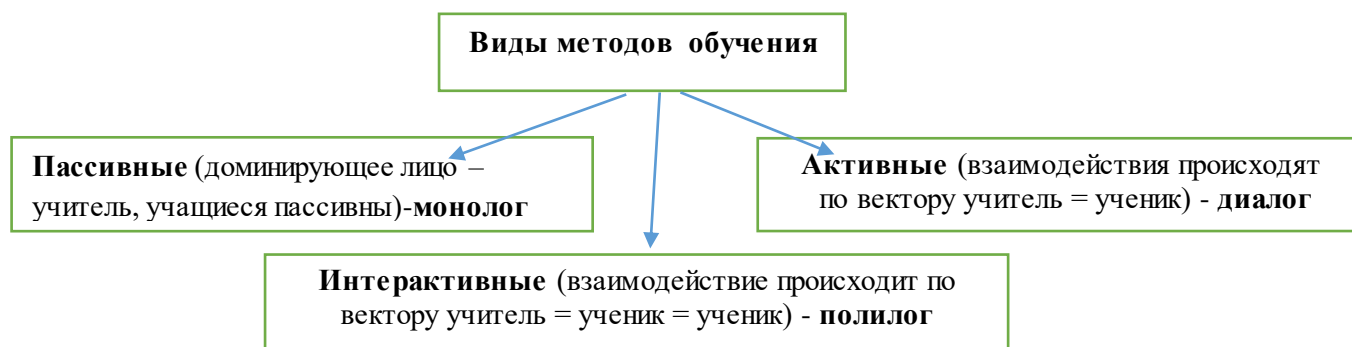 Виды методов обучения
Пассивные (доминирующее лицо –
учитель, учащиеся пассивны)-монолог
Активные (взаимодействия происходят
по вектору учитель = ученик) - диалог
Интерактивные (взаимодействие происходит по
вектору учитель = ученик = ученик) - полилог